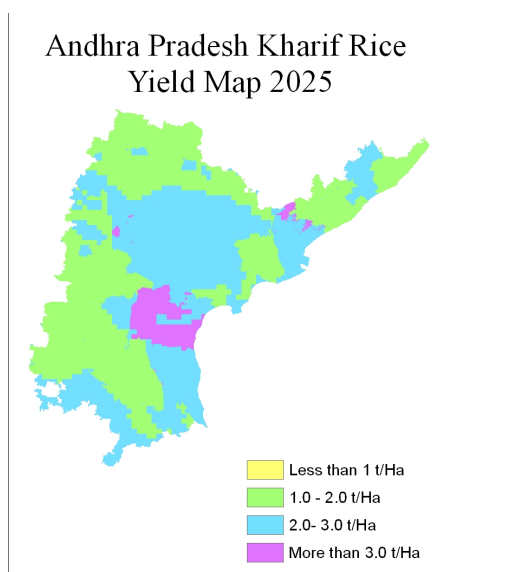 Andhra Pradesh Kharif Rice
Yield Map 2025
Less than 1 t/Ha
1.0 - 2.0 t/Ha
2.0- 3.0 t/Ha
More than 3.0 t/Ha